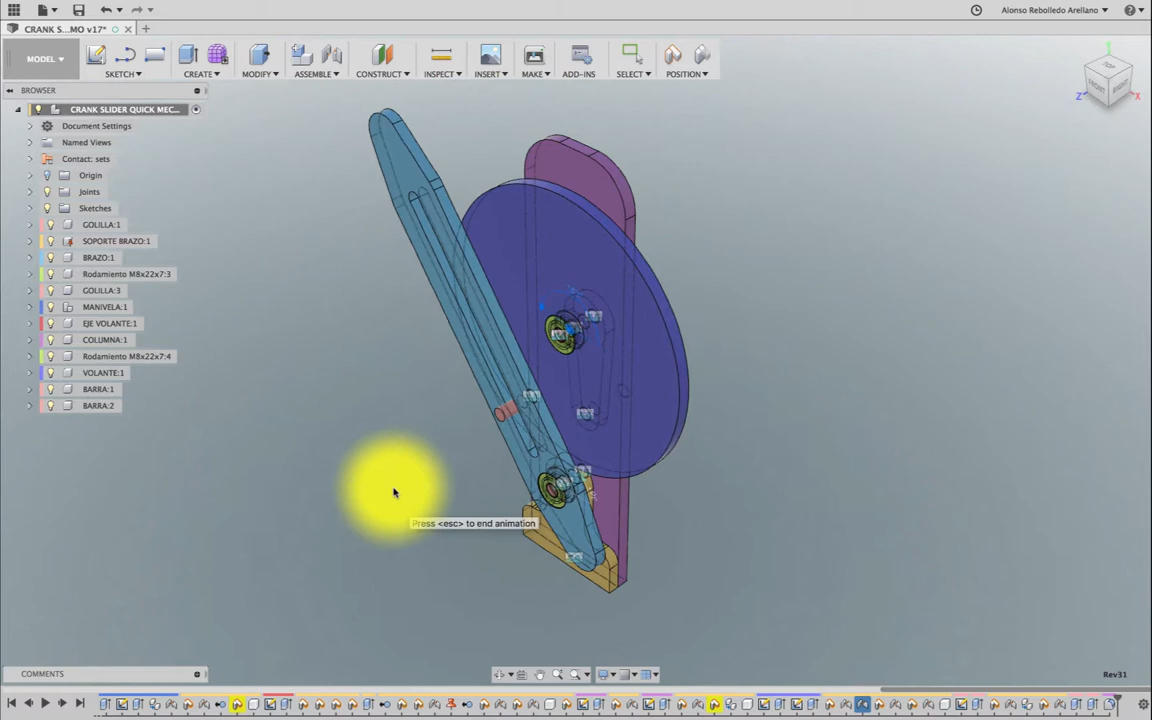 Alonso Rebolledo Arellano
CRANK S...MO v17*
MODEL
SKETCH
CREATE
MODIFY
ASSEMBLE
CONSTRUCT
INSPECT
INSERT
MAKE
ADD-INS
SELECT
POSITION
TOP
FRONT
RIGHT
Z
X
Y
BROWSER
CRANK SLIDER QUICK MEC...
Document Settings
Named Views
Contact: sets
Origin
Joints
Sketches
GOLILLA:1
SOPORTE BRAZO:1
BRAZO:1
Rodamiento M8x22x7:3
GOLILLA:3
MANIVELA:1
EJE VOLANTE:1
COLUMNA:1
Rodamiento M8x22x7:4
VOLANTE:1
BARRA:1
BARRA:2
Press <esc> to end animation
COMMENTS
Rev31